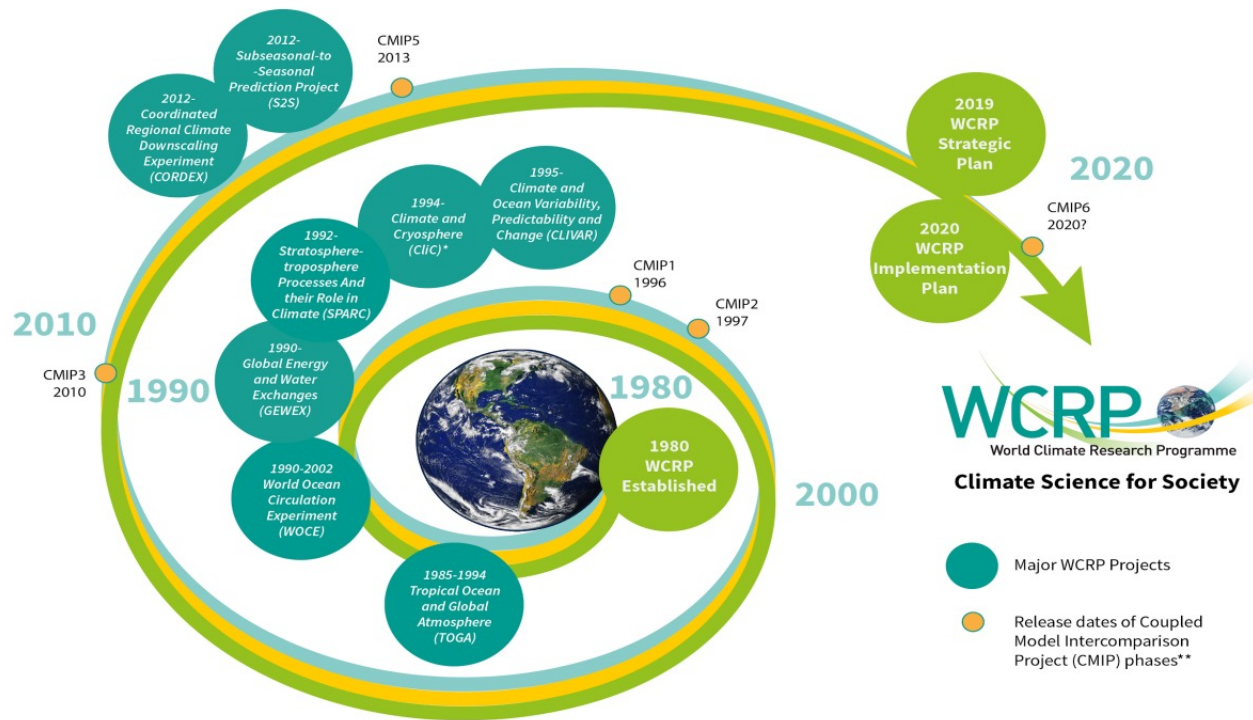 2012-
Subseasonal-to
-Seasonal
Prediction Project
(S2S)
CMIP5
2013
2012-
Coordinated
Regional Climate
Downscaling
Experiment
(CORDEX)
2019
WCRP
Strategic
Plan
2020
CMIP6
2020?
2020
WCRP
Implementation
Plan
1995-
Climate and
Ocean Variability,
Predictability and
Change (CLIVAR)
1994-
Climate and
Cryosphere
(CliC)*
1992-
Stratosphere-
troposphere
Processes And
their Role in
Climate (SPARC)
CMIP1
1996
CMIP2
1997
2010
CMIP3
2010
1990
1990-
Global Energy
and Water
Exchanges
(GEWEX)
1980
1980
WCRP
Established
1990-2002
World Ocean
Circulation
Experiment
(WOCE)
2000
1985-1994
Tropical Ocean
and Global
Atmosphere
(TOGA)
WCRP
World Climate Research Programme
Climate Science for Society
Major WCRP Projects
Release dates of Coupled
Model Intercomparison
Project (CMIP) phases**